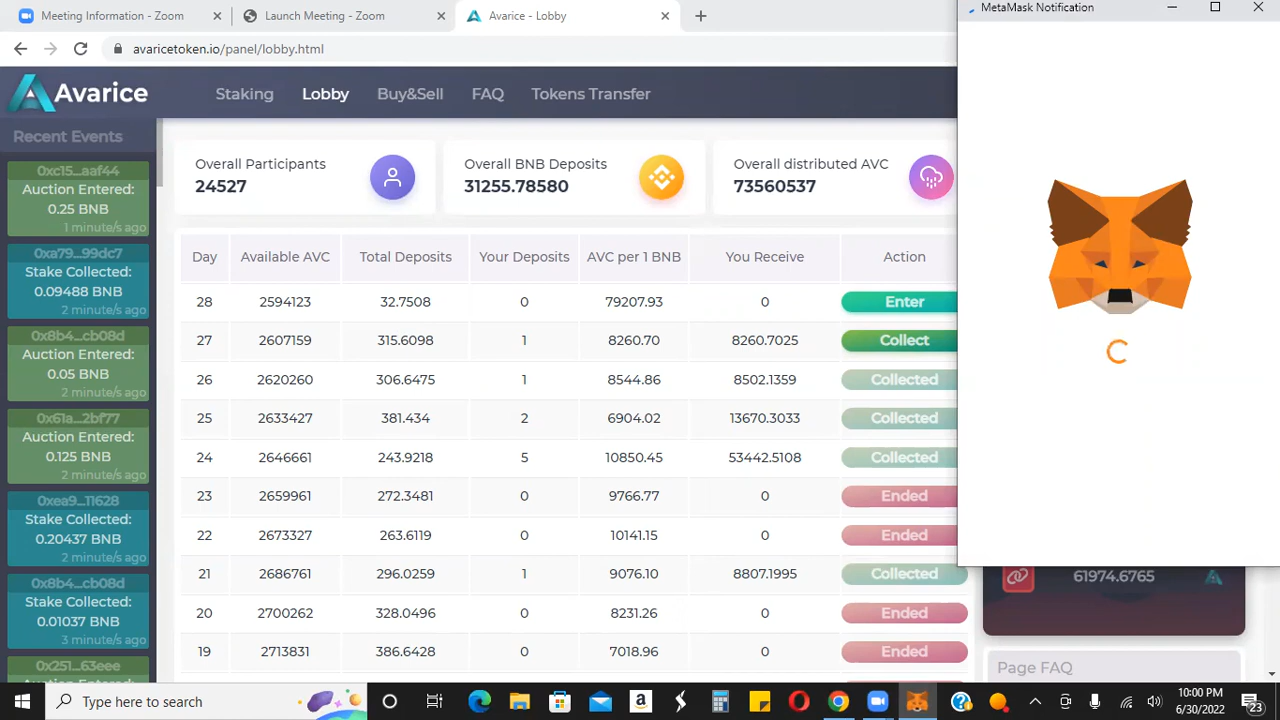 Meeting Information - Zoom
Launch Meeting - Zoom
Avarice - Lobby
MetaMask Notification
avaricetoken.io/panel/lobby.html
Avarice
Staking
Lobby
Buy&Sell
FAQ
Tokens Transfer
Recent Events
0xc15...aaf44
Auction Entered:
0.25 BNB
1 minute/s ago
0xa79...99dc7
Stake Collected:
0.09488 BNB
2 minute/s ago
0x8b4...cb08d
Auction Entered:
0.05 BNB
2 minute/s ago
0x61a...2bf77
Auction Entered:
0.125 BNB
2 minute/s ago
0xea9...11628
Stake Collected:
0.20437 BNB
2 minute/s ago
0x8b4...cb08d
Stake Collected:
0.01037 BNB
3 minute/s ago
0x251...63eee
Overall Participants
24527
Overall BNB Deposits
31255.78580
Overall distributed AVC
73560537
Day Available AVC Total Deposits Your Deposits AVC per 1 BNB You Receive Action
28 2594123 32.7508 0 79207.93 0 Enter
27 2607159 315.6098 1 8260.70 8260.7025 Collect
26 2620260 306.6475 1 8544.86 8502.1359 Collected
25 2633427 381.434 2 6904.02 13670.3033 Collected
24 2646661 243.9218 5 10850.45 53442.5108 Collected
23 2659961 272.3481 0 9766.77 0 Ended
22 2673327 263.6119 0 10141.15 0 Ended
21 2686761 296.0259 1 9076.10 8807.1995 Collected
20 2700262 328.0496 0 8231.26 0 Ended
19 2713831 386.6428 0 7018.96 0 Ended
61974.6765
Page FAQ
Type here to search
10:00 PM
6/30/2022
23